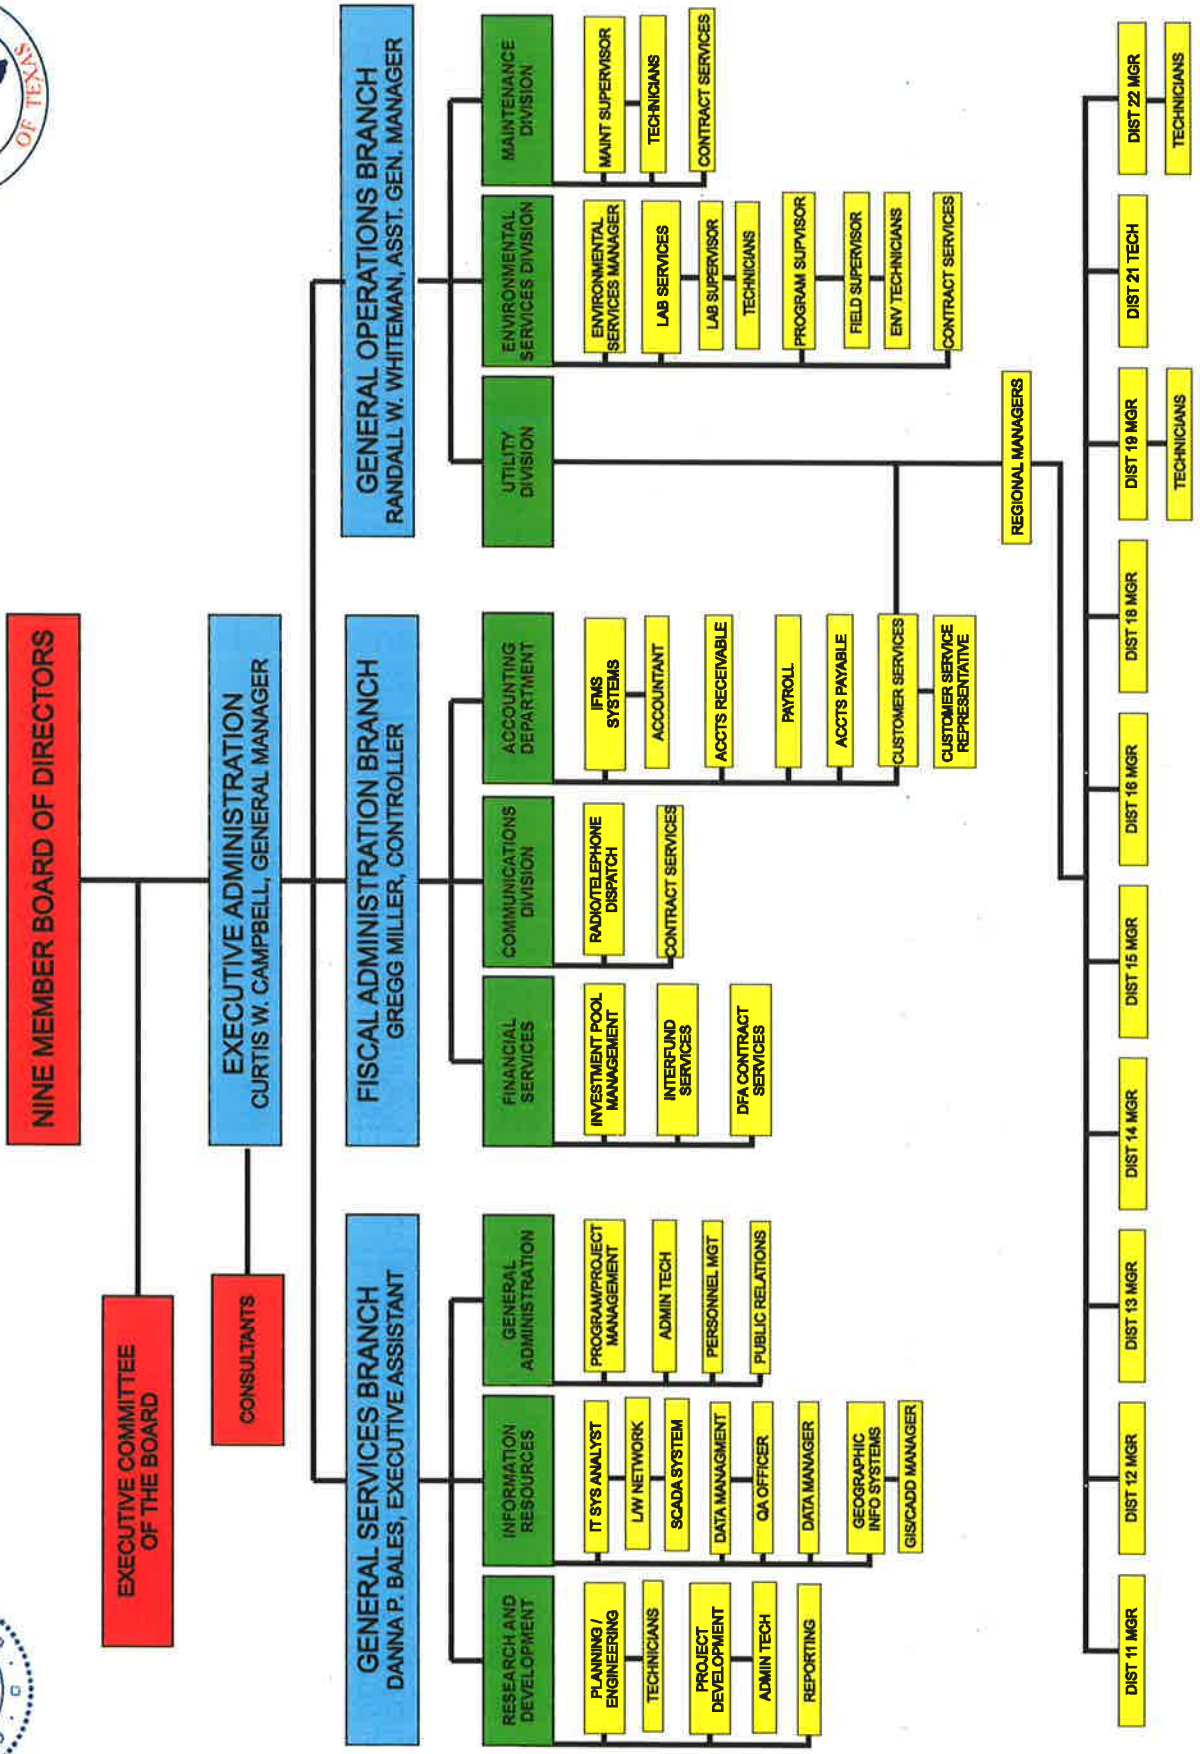 OF TEXAS
NINE MEMBER BOARD OF DIRECTORS
EXECUTIVE COMMITTEE
OF THE BOARD
EXECUTIVE ADMINISTRATION
CURTIS W. CAMPBELL, GENERAL MANAGER
CONSULTANTS
GENERAL SERVICES BRANCH
DANNA P. BALES, EXECUTIVE ASSISTANT
FISCAL ADMINISTRATION BRANCH
GREGG MILLER, CONTROLLER
GENERAL OPERATIONS BRANCH
RANDALL W. WHITEMAN, ASST. GEN. MANAGER
RESEARCH AND
DEVELOPMENT
PLANNING /
ENGINEERING
TECHNICIANS
PROJECT
DEVELOPMENT
ADMIN TECH
REPORTING
INFORMATION
RESOURCES
IT SYS ANALYST
L/W NETWORK
SCADA SYSTEM
DATA MANAGMENT
QA OFFICER
DATA MANAGER
GEOGRAPHIC
INFO SYSTEMS
GIS/CADD MANAGER
GENERAL
ADMINISTRATION
PROGRAM/PROJECT
MANAGEMENT
ADMIN TECH
PERSONNEL MGT
PUBLIC RELATIONS
FINANCIAL
SERVICES
INVESTMENT POOL
MANAGEMENT
INTERFUND
SERVICES
DFA CONTRACT
SERVICES
COMMUNICATIONS
DIVISION
RADIO/TELEPHONE
DISPATCH
CONTRACT SERVICES
ACCOUNTING
DEPARTMENT
IFMS
SYSTEMS
ACCOUNTANT
ACCTS RECEIVABLE
PAYROLL
ACCTS PAYABLE
CUSTOMER SERVICES
CUSTOMER SERVICE
REPRESENTATIVE
UTILITY
DIVISION
REGIONAL MANAGERS
ENVIRONMENTAL
SERVICES DIVISION
ENVIRONMENTAL
SERVICES MANAGER
LAB SERVICES
LAB SUPERVISOR
TECHNICIANS
PROGRAM SUPVISOR
FIELD SUPERVISOR
ENV TECHNICIANS
CONTRACT SERVICES
MAINTENANCE
DIVISION
MAINT SUPERVISOR
TECHNICIANS
CONTRACT SERVICES
DIST 11 MGR
DIST 12 MGR
DIST 13 MGR
DIST 14 MGR
DIST 15 MGR
DIST 16 MGR
DIST 18 MGR
DIST 19 MGR
TECHNICIANS
DIST 21 TECH
DIST 22 MGR
TECHNICIANS